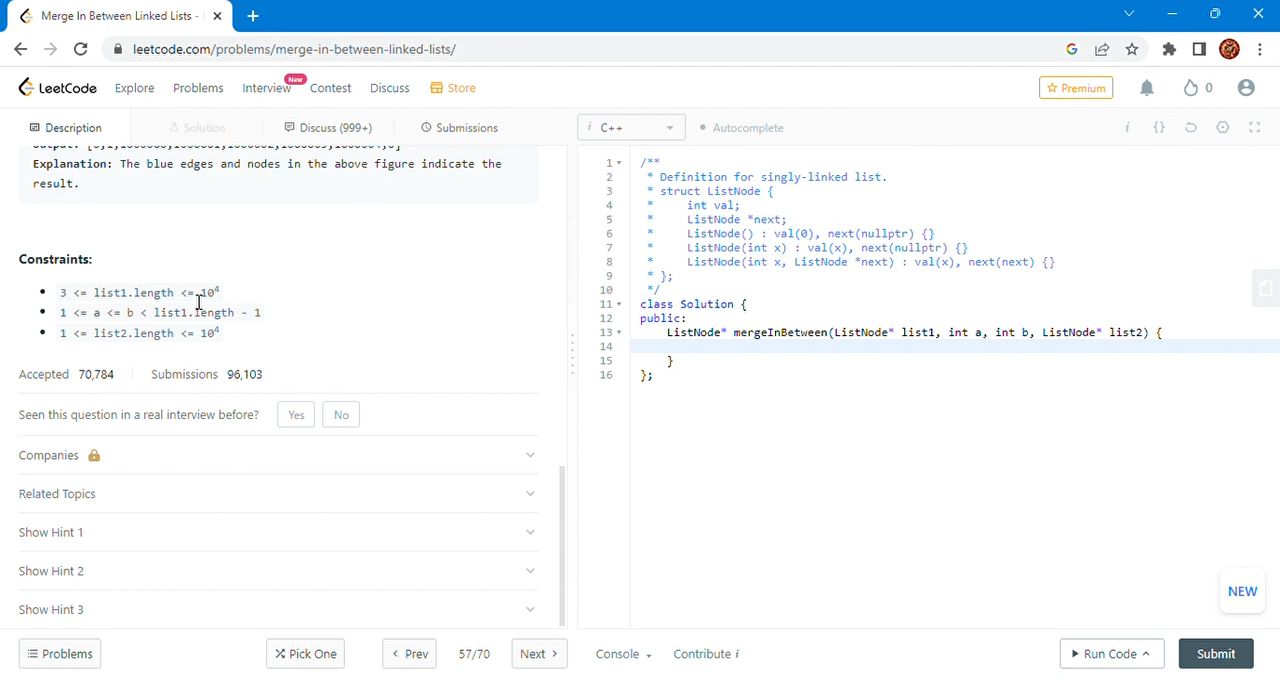 Merge In Between Linked Lists -
leetcode.com/problems/merge-in-between-linked-lists/
LeetCode
Explore
Problems
Interview
New
Contest
Discuss
Store
Premium
0
Description
Solution
Discuss (999+)
Submissions
i C++
Autocomplete
i {}
Explanation: The blue edges and nodes in the above figure indicate the
result.
Constraints:
• 3 <= list1.length <= 10⁴
• 1 <= a <= b < list1.length - 1
• 1 <= list2.length <= 10⁴
Accepted 70,784
Submissions 96,103
Seen this question in a real interview before?
Yes
No
Companies
Related Topics
Show Hint 1
Show Hint 2
Show Hint 3
1 /**
2 * Definition for singly-linked list.
3 * struct ListNode {
4 *     int val;
5 *     ListNode *next;
6 *     ListNode() : val(0), next(nullptr) {}
7 *     ListNode(int x) : val(x), next(nullptr) {}
8 *     ListNode(int x, ListNode *next) : val(x), next(next) {}
9 * };
10 */
11 class Solution {
12 public:
13     ListNode* mergeInBetween(ListNode* list1, int a, int b, ListNode* list2) {
14
15     }
16 };
NEW
Problems
Pick One
Prev
57/70
Next
Console
Contribute i
Run Code
Submit